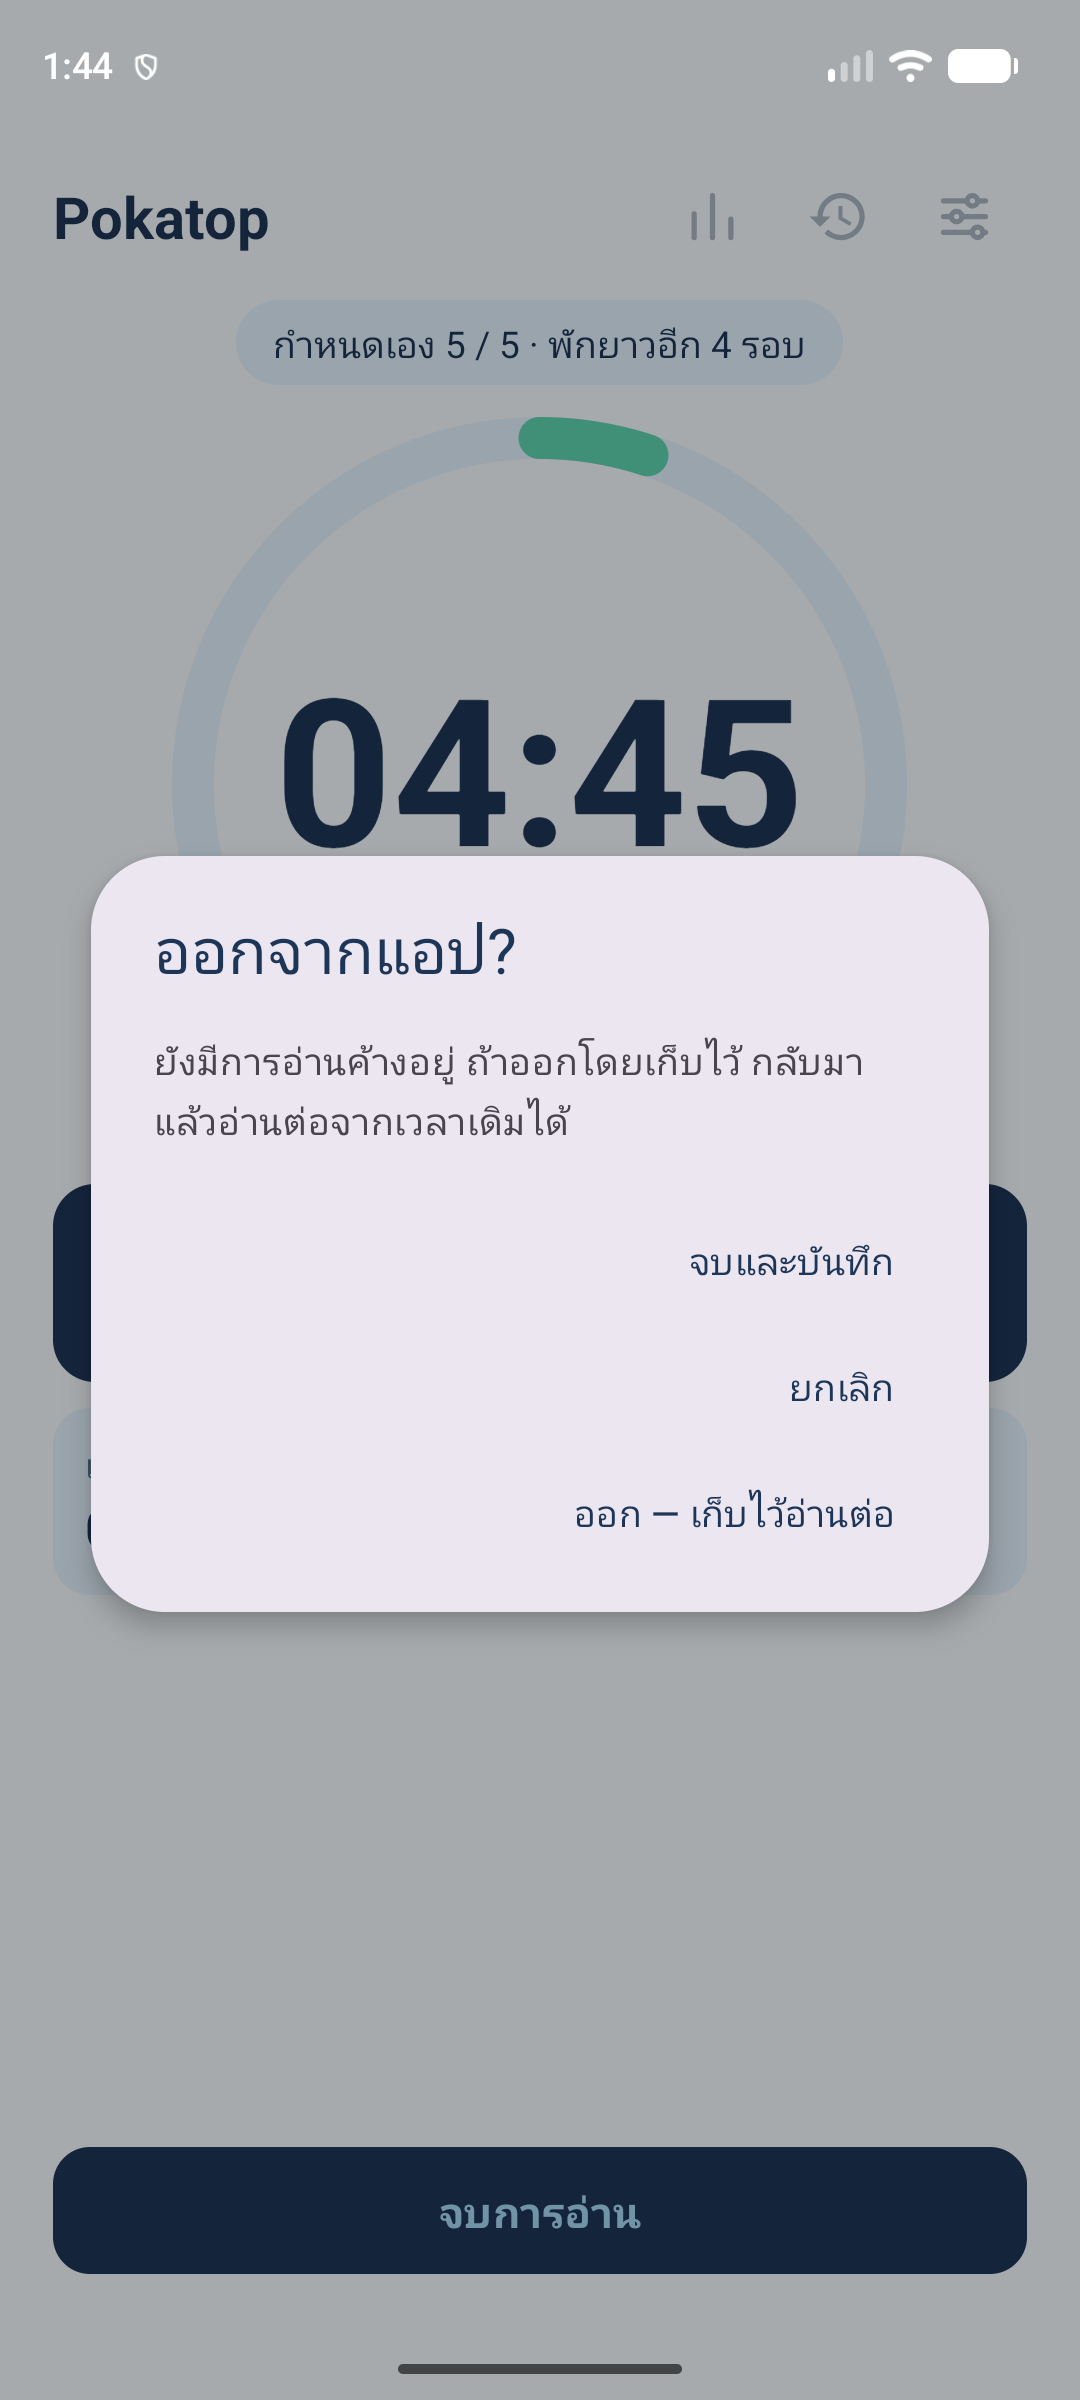 1:44
Pokatop
กำหนดเอง 5 / 5 · พักยาวอีก 4 รอบ
04:45
ออกจากแอป?
ยังมีการอ่านค้างอยู่ ถ้าออกโดยเก็บไว้ กลับมา
แล้วอ่านต่อจากเวลาเดิมได้
จบและบันทึก
ยกเลิก
ออก — เก็บไว้อ่านต่อ
จบการอ่าน